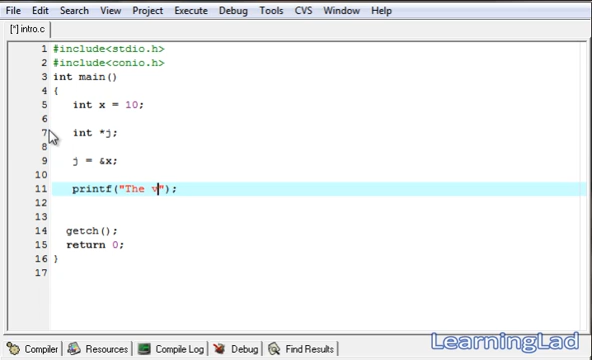 File Edit Search View Project Execute Debug Tools CVS Window Help
[*] intro.c
1 #include<stdio.h>
2 #include<conio.h>
3 int main()
4 {
5 int x = 10;
6
7 int *j;
8
9 j = &x;
10
11 printf("The v");
12
13
14 getch();
15 return 0;
16 }
17
LearningLad
Compiler Resources Compile Log Debug Find Results